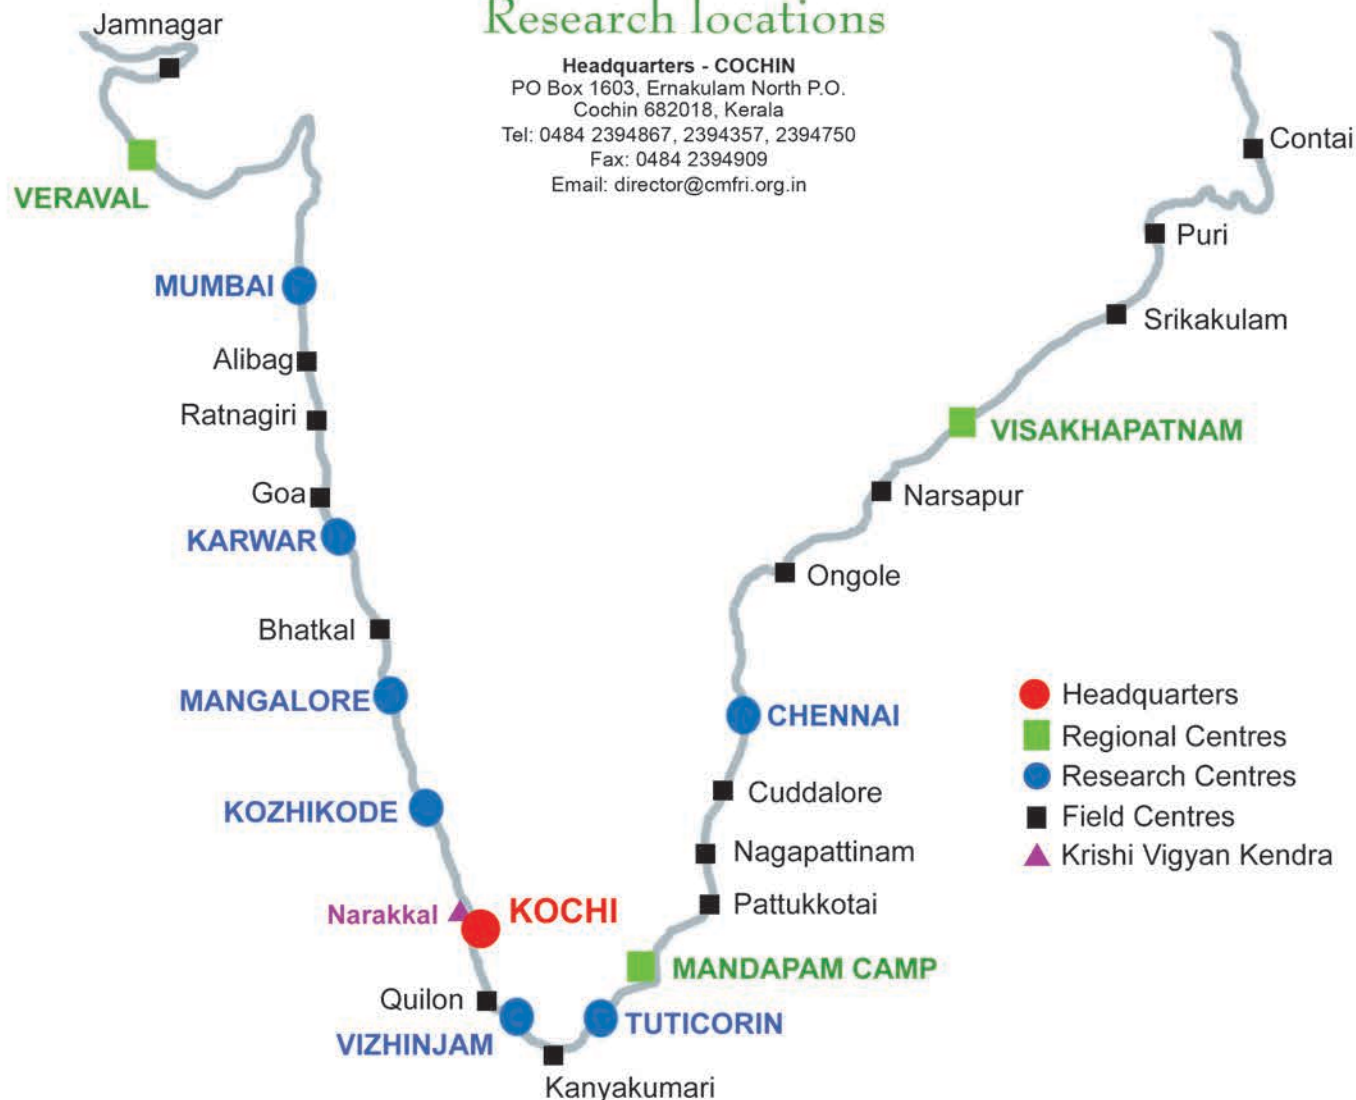 Research locations
Headquarters - COCHIN
PO Box 1603, Ernakulam North P.O.
Cochin 682018, Kerala
Tel: 0484 2394867, 2394357, 2394750
Fax: 0484 2394909
Email: director@cmfri.org.in
Jamnagar
VERAVAL
MUMBAI
Alibag
Ratnagiri
Goa
KARWAR
Bhatkal
MANGALORE
KOZHIKODE
Narakkal
KOCHI
Quilon
VIZHINJAM
Kanyakumari
TUTICORIN
MANDAPAM CAMP
Pattukkotai
Nagapattinam
Cuddalore
CHENNAI
Ongole
Narsapur
VISAKHAPATNAM
Srikakulam
Puri
Contai
Headquarters
Regional Centres
Research Centres
Field Centres
Krishi Vigyan Kendra